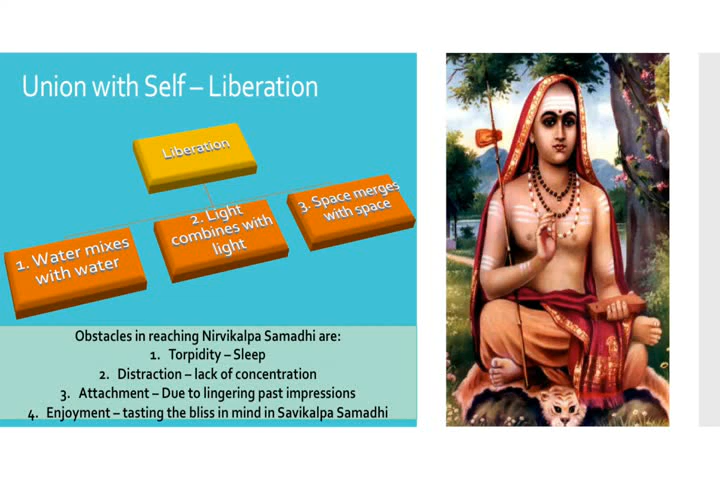 Union with Self – Liberation
Liberation
1. Water mixes
with water
2. Light
combines with
light
3. Space merges
with space
Obstacles in reaching Nirvikalpa Samadhi are:
1. Torpidity – Sleep
2. Distraction – lack of concentration
3. Attachment – Due to lingering past impressions
4. Enjoyment – tasting the bliss in mind in Savikalpa Samadhi